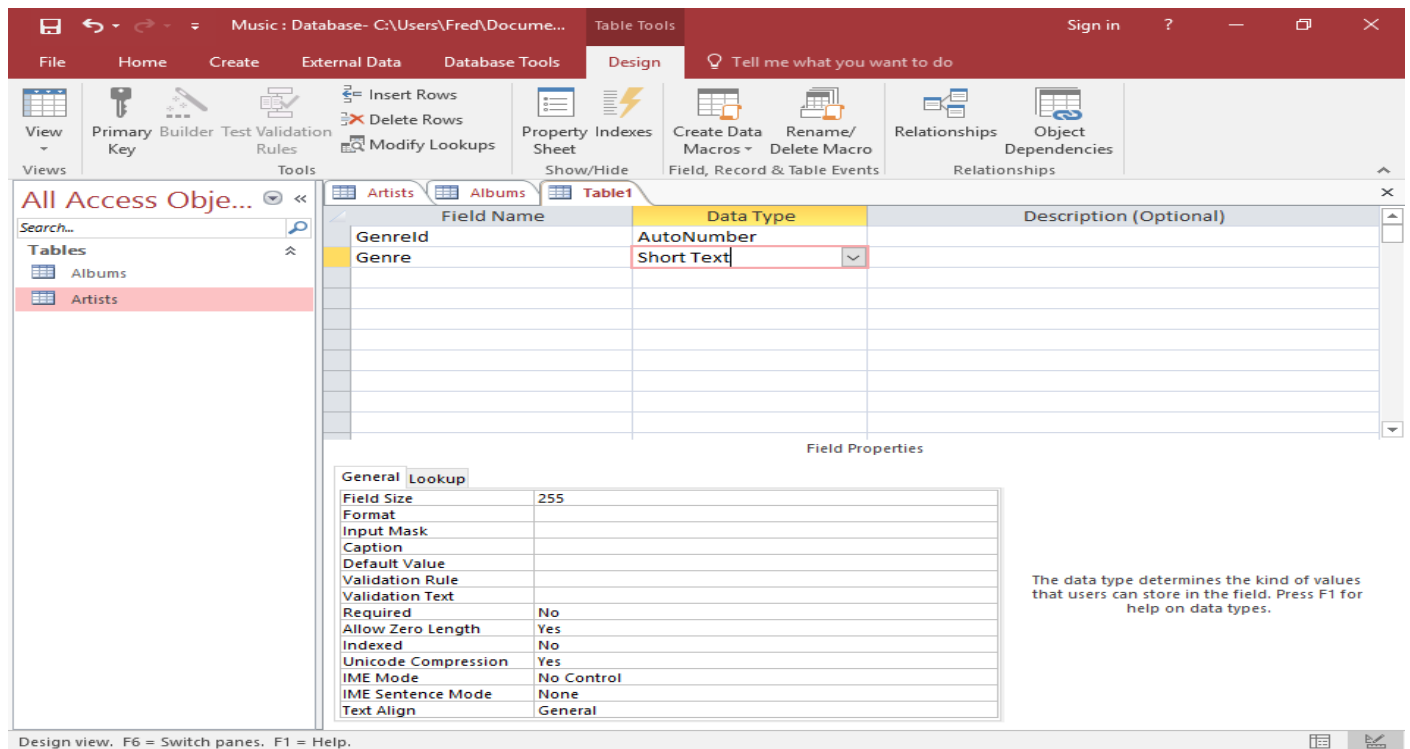 Music : Database- C:\Users\Fred\Docume... Table Tools Sign in ?
File Home Create External Data Database Tools Design Tell me what you want to do
View
Views
Primary Key
Builder
Test Validation Rules
Insert Rows
Delete Rows
Modify Lookups
Tools
Property Sheet
Indexes
Show/Hide
Create Data Macros
Rename/ Delete Macro
Field, Record & Table Events
Relationships
Object Dependencies
Relationships
All Access Obje...
Search...
Tables
Albums
Artists
Artists Albums Table1
Field Name Data Type Description (Optional)
GenreId AutoNumber
Genre Short Text
Field Properties
General Lookup
Field Size 255
Format
Input Mask
Caption
Default Value
Validation Rule
Validation Text
Required No
Allow Zero Length Yes
Indexed No
Unicode Compression Yes
IME Mode No Control
IME Sentence Mode None
Text Align General
The data type determines the kind of values
that users can store in the field. Press F1 for
help on data types.
Design view. F6 = Switch panes. F1 = Help.